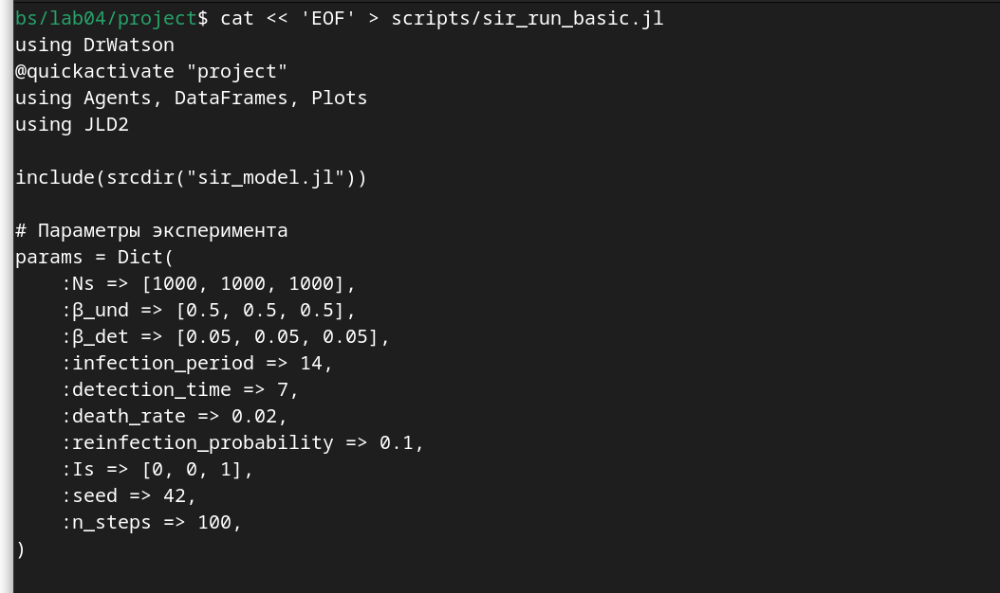 bs/lab04/project$ cat << 'EOF' > scripts/sir_run_basic.jl
using DrWatson
@quickactivate "project"
using Agents, DataFrames, Plots
using JLD2

include(srcdir("sir_model.jl"))

# Параметры эксперимента
params = Dict(
    :Ns => [1000, 1000, 1000],
    :β_und => [0.5, 0.5, 0.5],
    :β_det => [0.05, 0.05, 0.05],
    :infection_period => 14,
    :detection_time => 7,
    :death_rate => 0.02,
    :reinfection_probability => 0.1,
    :Is => [0, 0, 1],
    :seed => 42,
    :n_steps => 100,
)